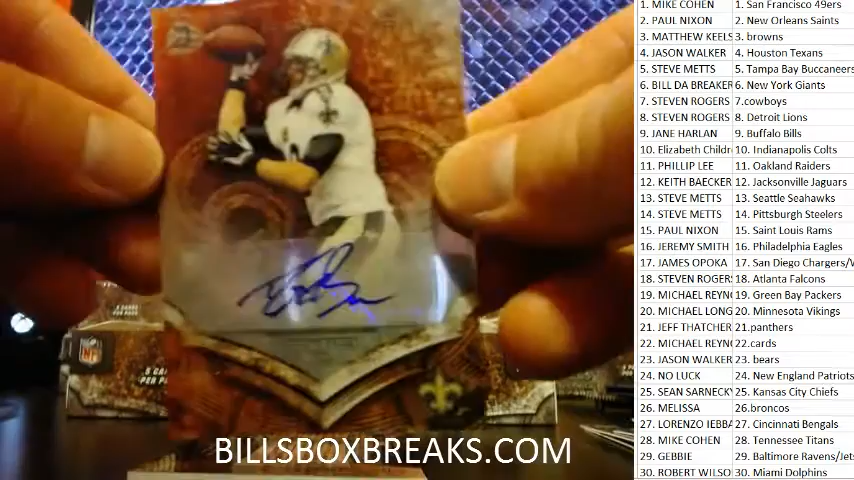 1. MIKE COHEN 1. San Francisco 49ers
2. PAUL NIXON 2. New Orleans Saints
3. MATTHEW KEELS 3. browns
4. JASON WALKER 4. Houston Texans
5. STEVE METTS 5. Tampa Bay Buccaneers
6. BILL DA BREAKER 6. New York Giants
7. STEVEN ROGERS 7.cowboys
8. STEVEN ROGERS 8. Detroit Lions
9. JANE HARLAN 9. Buffalo Bills
10. Elizabeth Childr 10. Indianapolis Colts
11. PHILLIP LEE 11. Oakland Raiders
12. KEITH BAECKER 12. Jacksonville Jaguars
13. STEVE METTS 13. Seattle Seahawks
14. STEVE METTS 14. Pittsburgh Steelers
15. PAUL NIXON 15. Saint Louis Rams
16. JEREMY SMITH 16. Philadelphia Eagles
17. JAMES OPOKA 17. San Diego Chargers/V
18. STEVEN ROGERS 18. Atlanta Falcons
19. MICHAEL REYN 19. Green Bay Packers
20. MICHAEL LONG 20. Minnesota Vikings
21. JEFF THATCHER 21.panthers
22. MICHAEL REYN 22.cards
23. JASON WALKER 23. bears
24. NO LUCK 24. New England Patriots
25. SEAN SARNECK 25. Kansas City Chiefs
26. MELISSA 26.broncos
27. LORENZO IEBBA 27. Cincinnati Bengals
28. MIKE COHEN 28. Tennessee Titans
29. GEBBIE 29. Baltimore Ravens/Jets
30. ROBERT WILSO 30. Miami Dolphins
NFL
BILLSBOXBREAKS.COM